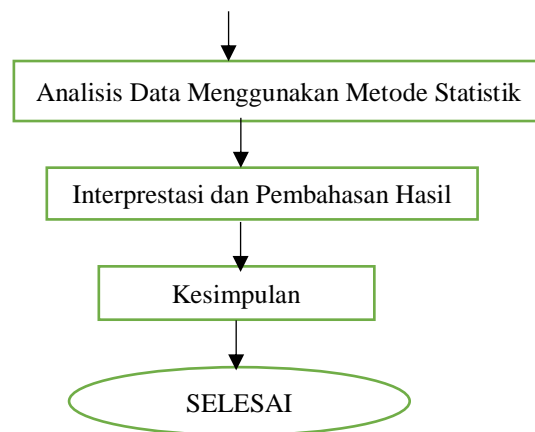 Analisis Data Menggunakan Metode Statistik
Interprestasi dan Pembahasan Hasil
Kesimpulan
SELESAI